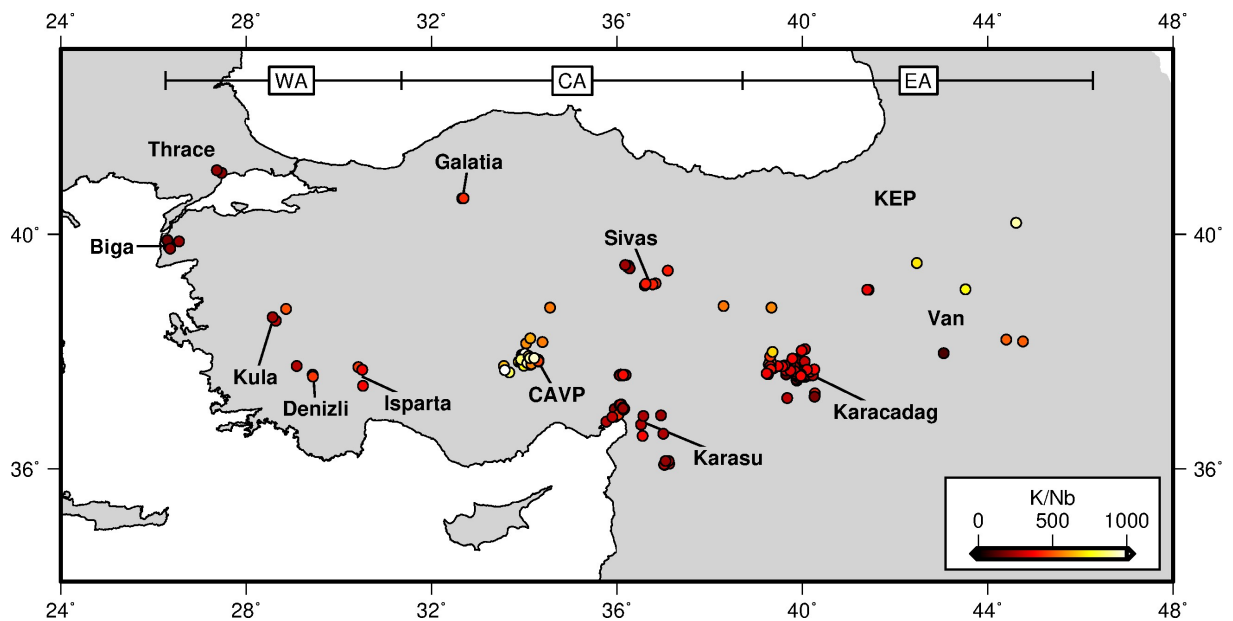 24˚ 28˚ 32˚ 36˚ 40˚ 44˚ 48˚
WA CA EA
Thrace
Galatia
KEP
40˚ 40˚
Biga
Sivas
Van
Kula
CAVP
Denizli
Isparta
Karacadag
Karasu
36˚ 36˚
K/Nb
0 500 1000
24˚ 28˚ 32˚ 36˚ 40˚ 44˚ 48˚